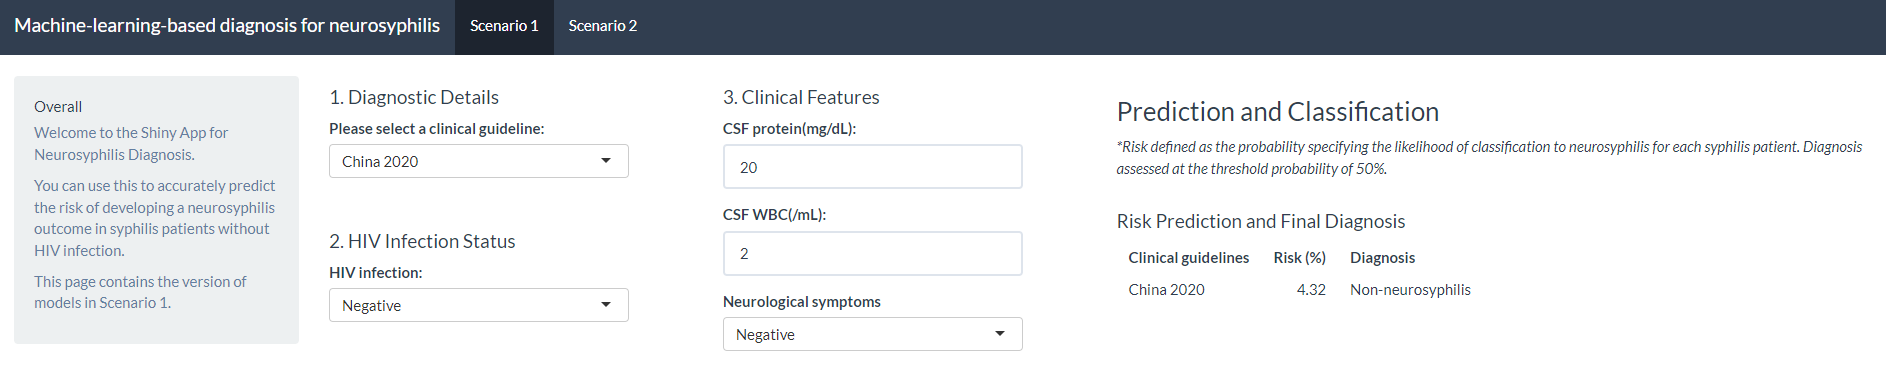 Machine-learning-based diagnosis for neurosyphilis
Scenario 1
Scenario 2
Overall
Welcome to the Shiny App for
Neurosyphilis Diagnosis.
You can use this to accurately predict
the risk of developing a neurosyphilis
outcome in syphilis patients without
HIV infection.
This page contains the version of
models in Scenario 1.
1. Diagnostic Details
Please select a clinical guideline:
China 2020
2. HIV Infection Status
HIV infection:
Negative
3. Clinical Features
CSF protein(mg/dL):
20
CSF WBC(/mL):
2
Neurological symptoms
Negative
Prediction and Classification
*Risk defined as the probability specifying the likelihood of classification to neurosyphilis for each syphilis patient. Diagnosis
assessed at the threshold probability of 50%.
Risk Prediction and Final Diagnosis
Clinical guidelines Risk (%) Diagnosis
China 2020 4.32 Non-neurosyphilis